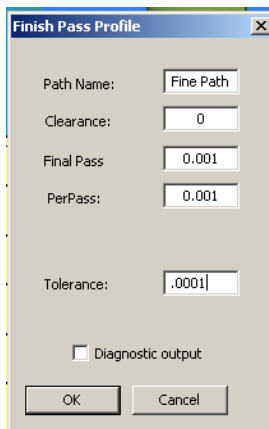 Finish Pass Profile
Path Name: Fine Path
Clearance: 0
Final Pass 0.001
PerPass: 0.001
Tolerance: .0001
Diagnostic output
OK Cancel